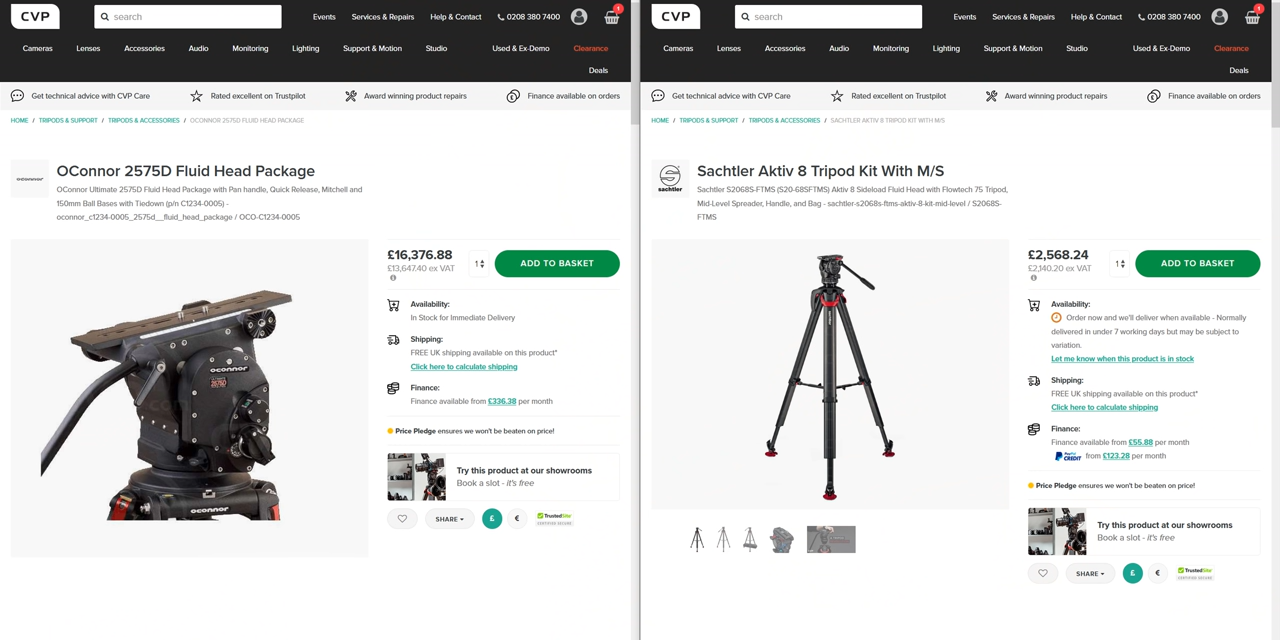 CVP
search
Events Services & Repairs Help & Contact 0208 380 7400 1
Cameras Lenses Accessories Audio Monitoring Lighting Support & Motion Studio Used & Ex-Demo Clearance
Deals
Get technical advice with CVP Care Rated excellent on Trustpilot Award winning product repairs Finance available on orders
HOME / TRIPODS & SUPPORT / TRIPODS & ACCESSORIES / OCONNOR 2575D FLUID HEAD PACKAGE
oconnor
OConnor 2575D Fluid Head Package
OConnor Ultimate 2575D Fluid Head Package with Pan handle, Quick Release, Mitchell and
150mm Ball Bases with Tiedown (p/n C1234-0005) -
oconnor_c1234-0005_2575d__fluid_head_package / OCO-C1234-0005
oconnor
2575D
oconnor
£16,376.88
£13,647.40 ex VAT
1
ADD TO BASKET
Availability:
In Stock for Immediate Delivery
Shipping:
FREE UK shipping available on this product*
Click here to calculate shipping
Finance:
Finance available from £336.38 per month
Price Pledge ensures we won't be beaten on price!
Try this product at our showrooms
Book a slot - it's free
SHARE
£
€
TrustedSite
CERTIFIED SECURE
CVP
search
Events Services & Repairs Help & Contact 0208 380 7400 1
Cameras Lenses Accessories Audio Monitoring Lighting Support & Motion Studio Used & Ex-Demo Clearance
Deals
Get technical advice with CVP Care Rated excellent on Trustpilot Award winning product repairs Finance available on orders
HOME / TRIPODS & SUPPORT / TRIPODS & ACCESSORIES / SACHTLER AKTIV 8 TRIPOD KIT WITH M/S
sachtler
Sachtler Aktiv 8 Tripod Kit With M/S
Sachtler S2068S-FTMS (S20-68SFTMS) Aktiv 8 Sideload Fluid Head with Flowtech 75 Tripod,
Mid-Level Spreader, Handle, and Bag - sachtler-s2068s-ftms-aktiv-8-kit-mid-level / S2068S-
FTMS
£2,568.24
£2,140.20 ex VAT
1
ADD TO BASKET
Availability:
Order now and we'll deliver when available - Normally
delivered in under 7 working days but may be subject to
variation.
Let me know when this product is in stock
Shipping:
FREE UK shipping available on this product*
Click here to calculate shipping
Finance:
Finance available from £55.88 per month
PayPal CREDIT from £123.28 per month
Price Pledge ensures we won't be beaten on price!
Try this product at our showrooms
Book a slot - it's free
SHARE
£
€
TrustedSite
CERTIFIED SECURE